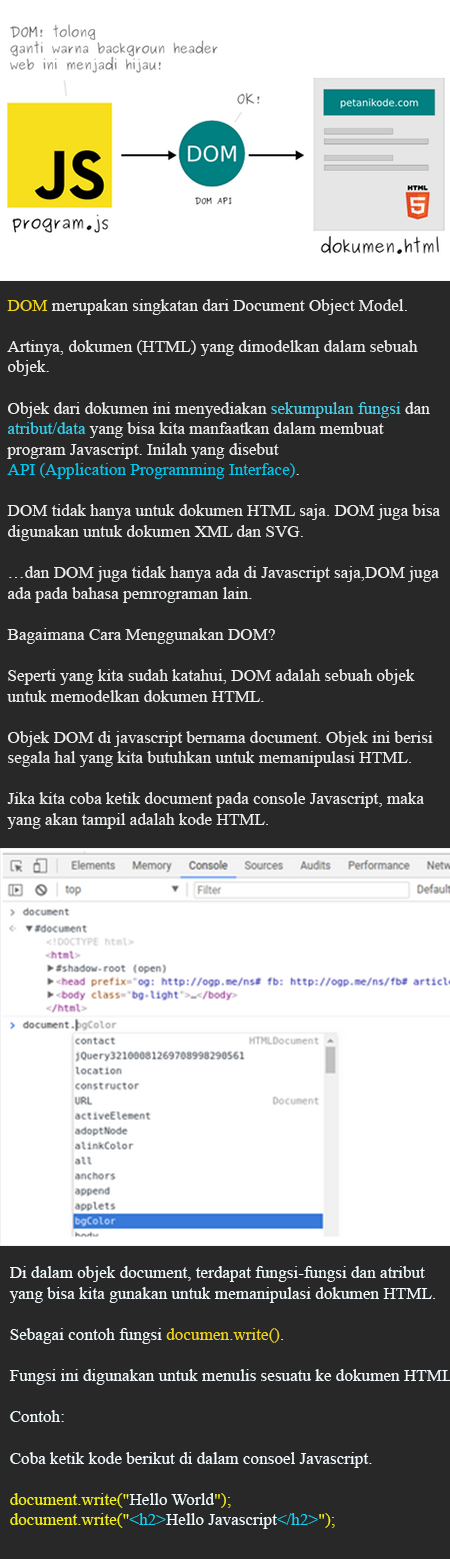 DOM! tolong
ganti warna backgroun header
web ini menjadi hijau!
OK!
petanikode.com
JS
DOM
HTML
5
program.js
DOM API
dokumen.html
DOM merupakan singkatan dari Document Object Model.
Artinya, dokumen (HTML) yang dimodelkan dalam sebuah
objek.
Objek dari dokumen ini menyediakan sekumpulan fungsi dan
atribut/data yang bisa kita manfaatkan dalam membuat
program Javascript. Inilah yang disebut
API (Application Programming Interface).
DOM tidak hanya untuk dokumen HTML saja. DOM juga bisa
digunakan untuk dokumen XML dan SVG.
…dan DOM juga tidak hanya ada di Javascript saja,DOM juga
ada pada bahasa pemrograman lain.
Bagaimana Cara Menggunakan DOM?
Seperti yang kita sudah katahui, DOM adalah sebuah objek
untuk memodelkan dokumen HTML.
Objek DOM di javascript bernama document. Objek ini berisi
segala hal yang kita butuhkan untuk memanipulasi HTML.
Jika kita coba ketik document pada console Javascript, maka
yang akan tampil adalah kode HTML.
Elements Memory Console Sources Audits Performance Netw
top Filter Default
> document
< ▼#document
<!DOCTYPE html>
<html>
▶#shadow-root (open)
▶<head prefix="og: http://ogp.me/ns# fb: http://ogp.me/ns/fb# articl
▶<body class="bg-light">…</body>
</html>
> document.bgColor
contact HTMLDocument
jQuery32100081269708998290561
location
constructor
URL Document
activeElement
adoptNode
alinkColor
all
anchors
append
applets
bgColor
body
Di dalam objek document, terdapat fungsi-fungsi dan atribut
yang bisa kita gunakan untuk memanipulasi dokumen HTML.
Sebagai contoh fungsi documen.write().
Fungsi ini digunakan untuk menulis sesuatu ke dokumen HTML
Contoh:
Coba ketik kode berikut di dalam consoel Javascript.
document.write("Hello World");
document.write("<h2>Hello Javascript</h2>");